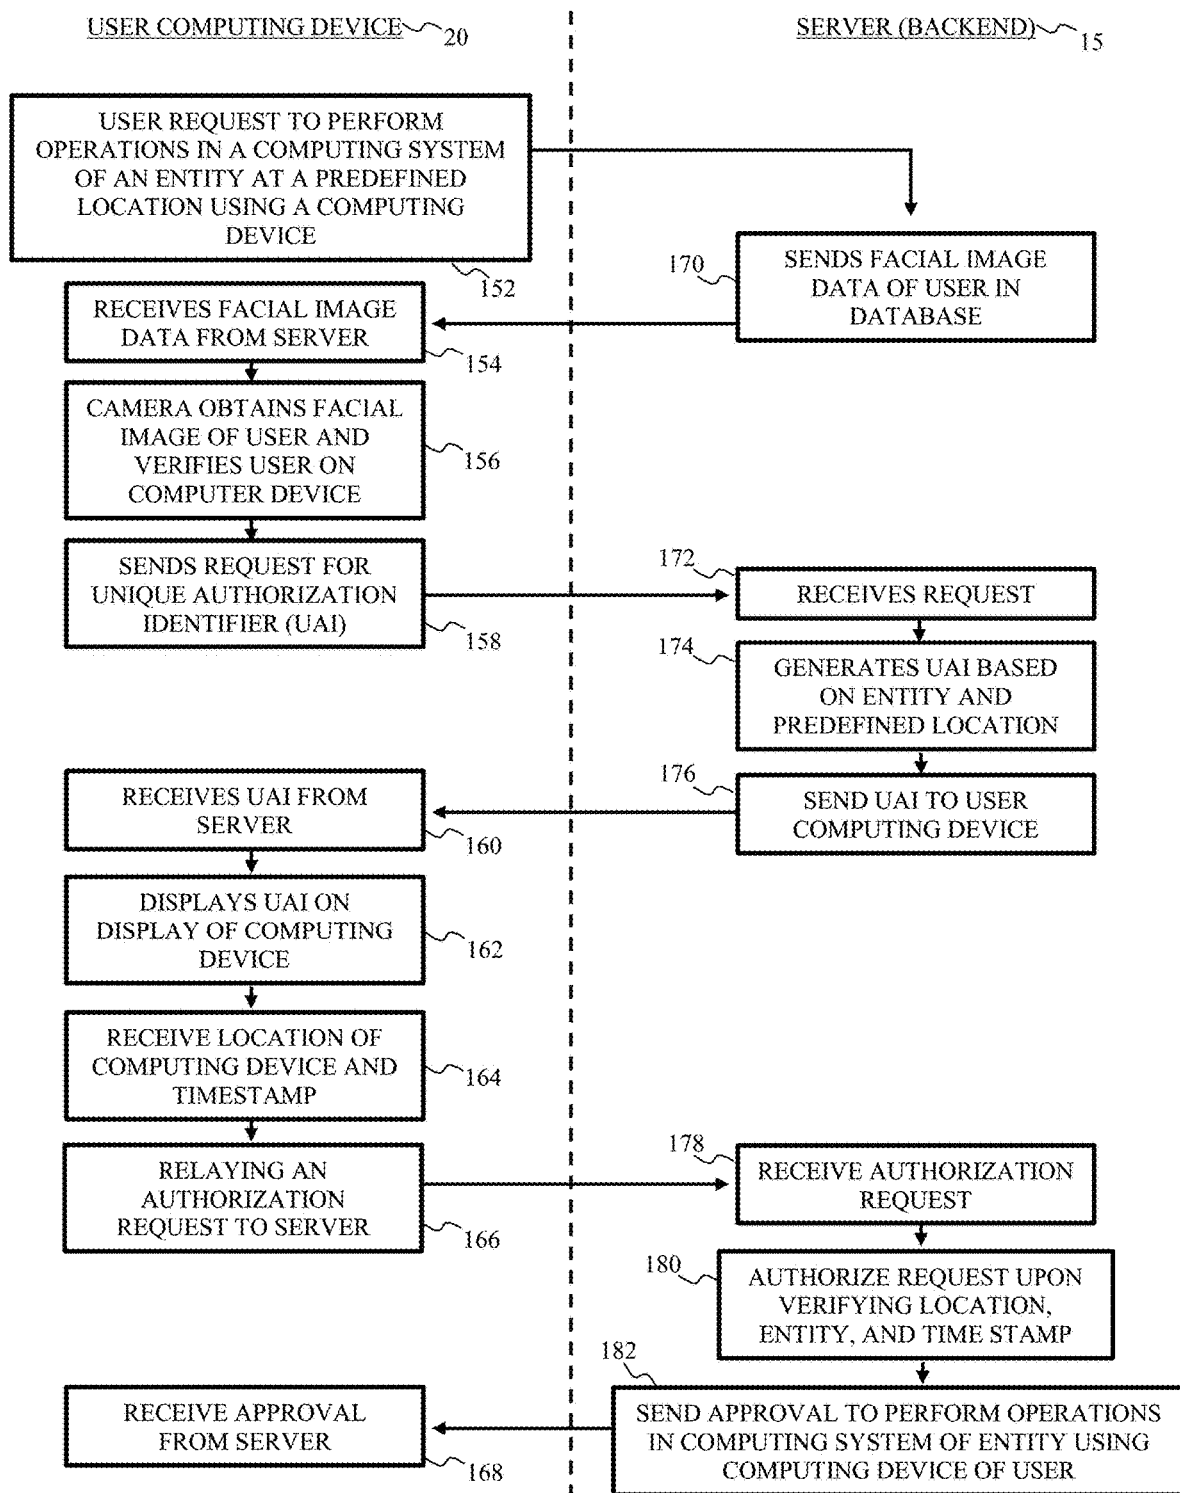 USER COMPUTING DEVICE 20
SERVER (BACKEND) 15
USER REQUEST TO PERFORM
OPERATIONS IN A COMPUTING SYSTEM
OF AN ENTITY AT A PREDEFINED
LOCATION USING A COMPUTING
DEVICE
152
170
SENDS FACIAL IMAGE
DATA OF USER IN
DATABASE
RECEIVES FACIAL IMAGE
DATA FROM SERVER
154
CAMERA OBTAINS FACIAL
IMAGE OF USER AND
VERIFIES USER ON
COMPUTER DEVICE
156
SENDS REQUEST FOR
UNIQUE AUTHORIZATION
IDENTIFIER (UAI)
158
172
RECEIVES REQUEST
174
GENERATES UAI BASED
ON ENTITY AND
PREDEFINED LOCATION
176
SEND UAI TO USER
COMPUTING DEVICE
RECEIVES UAI FROM
SERVER
160
DISPLAYS UAI ON
DISPLAY OF COMPUTING
DEVICE
162
RECEIVE LOCATION OF
COMPUTING DEVICE AND
TIMESTAMP
164
RELAYING AN
AUTHORIZATION
REQUEST TO SERVER
166
178
RECEIVE AUTHORIZATION
REQUEST
180
AUTHORIZE REQUEST UPON
VERIFYING LOCATION,
ENTITY, AND TIME STAMP
182
SEND APPROVAL TO PERFORM OPERATIONS
IN COMPUTING SYSTEM OF ENTITY USING
COMPUTING DEVICE OF USER
RECEIVE APPROVAL
FROM SERVER
168